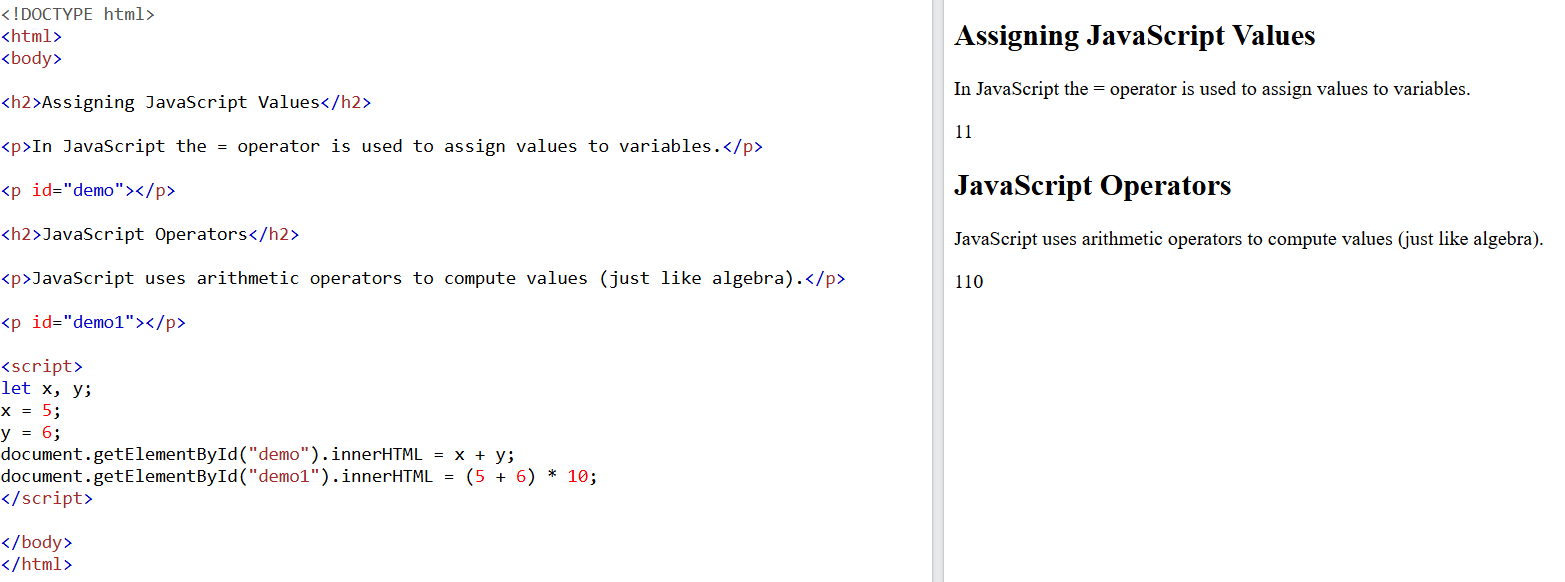 <!DOCTYPE html>
<html>
<body>
<h2>Assigning JavaScript Values</h2>
<p>In JavaScript the = operator is used to assign values to variables.</p>
<p id="demo"></p>
<h2>JavaScript Operators</h2>
<p>JavaScript uses arithmetic operators to compute values (just like algebra).</p>
<p id="demo1"></p>
<script>
let x, y;
x = 5;
y = 6;
document.getElementById("demo").innerHTML = x + y;
document.getElementById("demo1").innerHTML = (5 + 6) * 10;
</script>
</body>
</html>
Assigning JavaScript Values
In JavaScript the = operator is used to assign values to variables.
11
JavaScript Operators
JavaScript uses arithmetic operators to compute values (just like algebra).
110